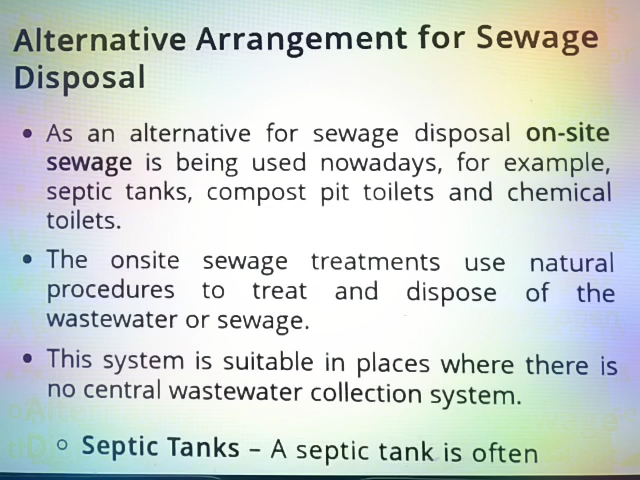 Alternative Arrangement for Sewage
Disposal
• As an alternative for sewage disposal on-site
sewage is being used nowadays, for example,
septic tanks, compost pit toilets and chemical
toilets.
• The onsite sewage treatments use natural
procedures to treat and dispose of the
wastewater or sewage.
• This system is suitable in places where there is
no central wastewater collection system.
○ Septic Tanks – A septic tank is often